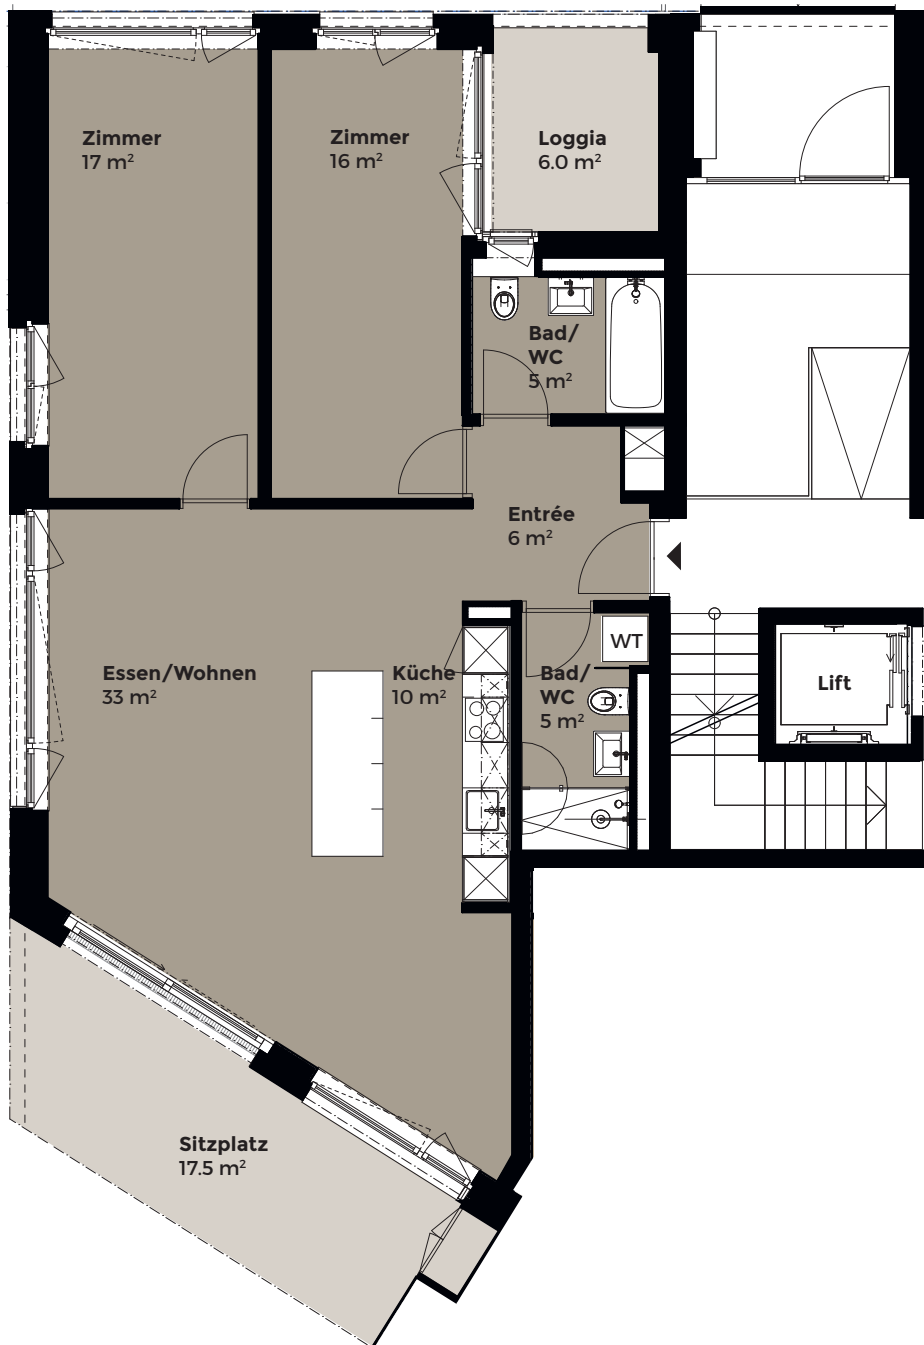 Zimmer
17 m²
Zimmer
16 m²
Loggia
6.0 m²
Bad/
WC
5 m²
Entrée
6 m²
Essen/Wohnen
33 m²
Küche
10 m²
WT
Bad/
WC
5 m²
Lift
Sitzplatz
17.5 m²